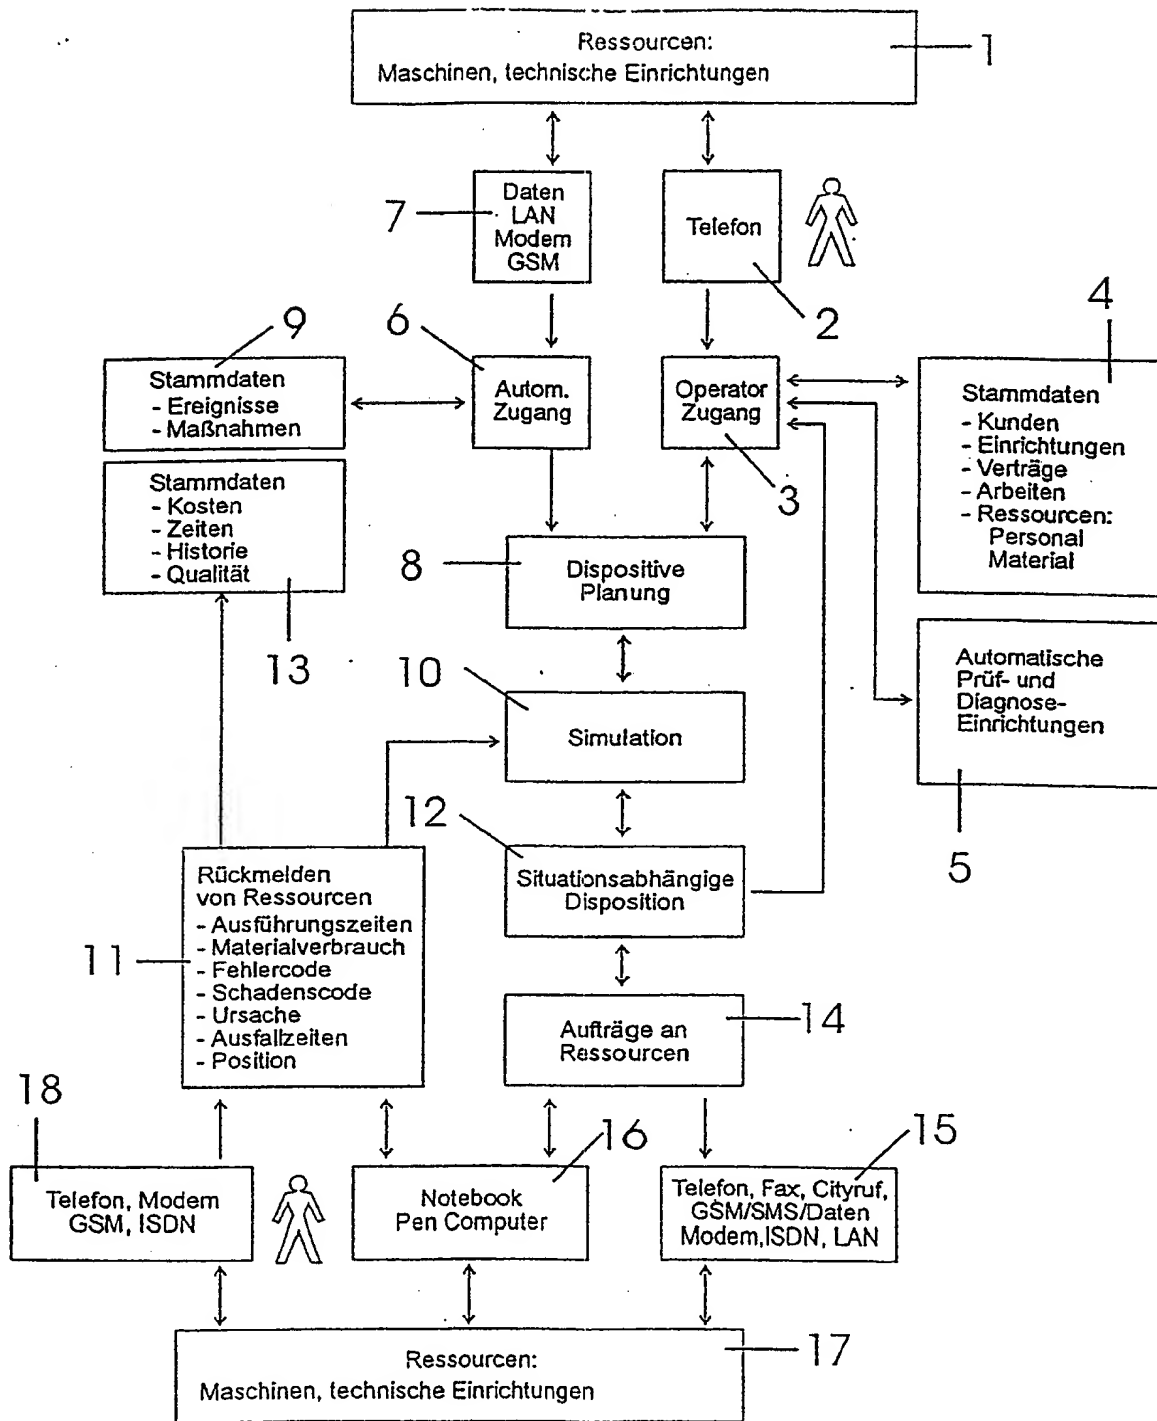 Ressourcen:
Maschinen, technische Einrichtungen
1
Daten
LAN
Modem
GSM
7
Telefon
2
4
9
6
Stammdaten
- Ereignisse
- Maßnahmen
Autom.
Zugang
Operator
Zugang
3
Stammdaten
- Kunden
- Einrichtungen
- Verträge
- Arbeiten
- Ressourcen:
Personal
Material
Stammdaten
- Kosten
- Zeiten
- Historie
- Qualität
13
8
Dispositive
Planung
10
Simulation
Automatische
Prüf- und
Diagnose-
Einrichtungen
5
12
Situationsabhängige
Disposition
Rückmelden
von Ressourcen
- Ausführungszeiten
- Materialverbrauch
- Fehlercode
- Schadenscode
- Ursache
- Ausfallzeiten
- Position
11
Aufträge an
Ressourcen
14
18
Telefon, Modem
GSM, ISDN
16
Notebook
Pen Computer
15
Telefon, Fax, Cityruf,
GSM/SMS/Daten
Modem,ISDN, LAN
Ressourcen:
Maschinen, technische Einrichtungen
17